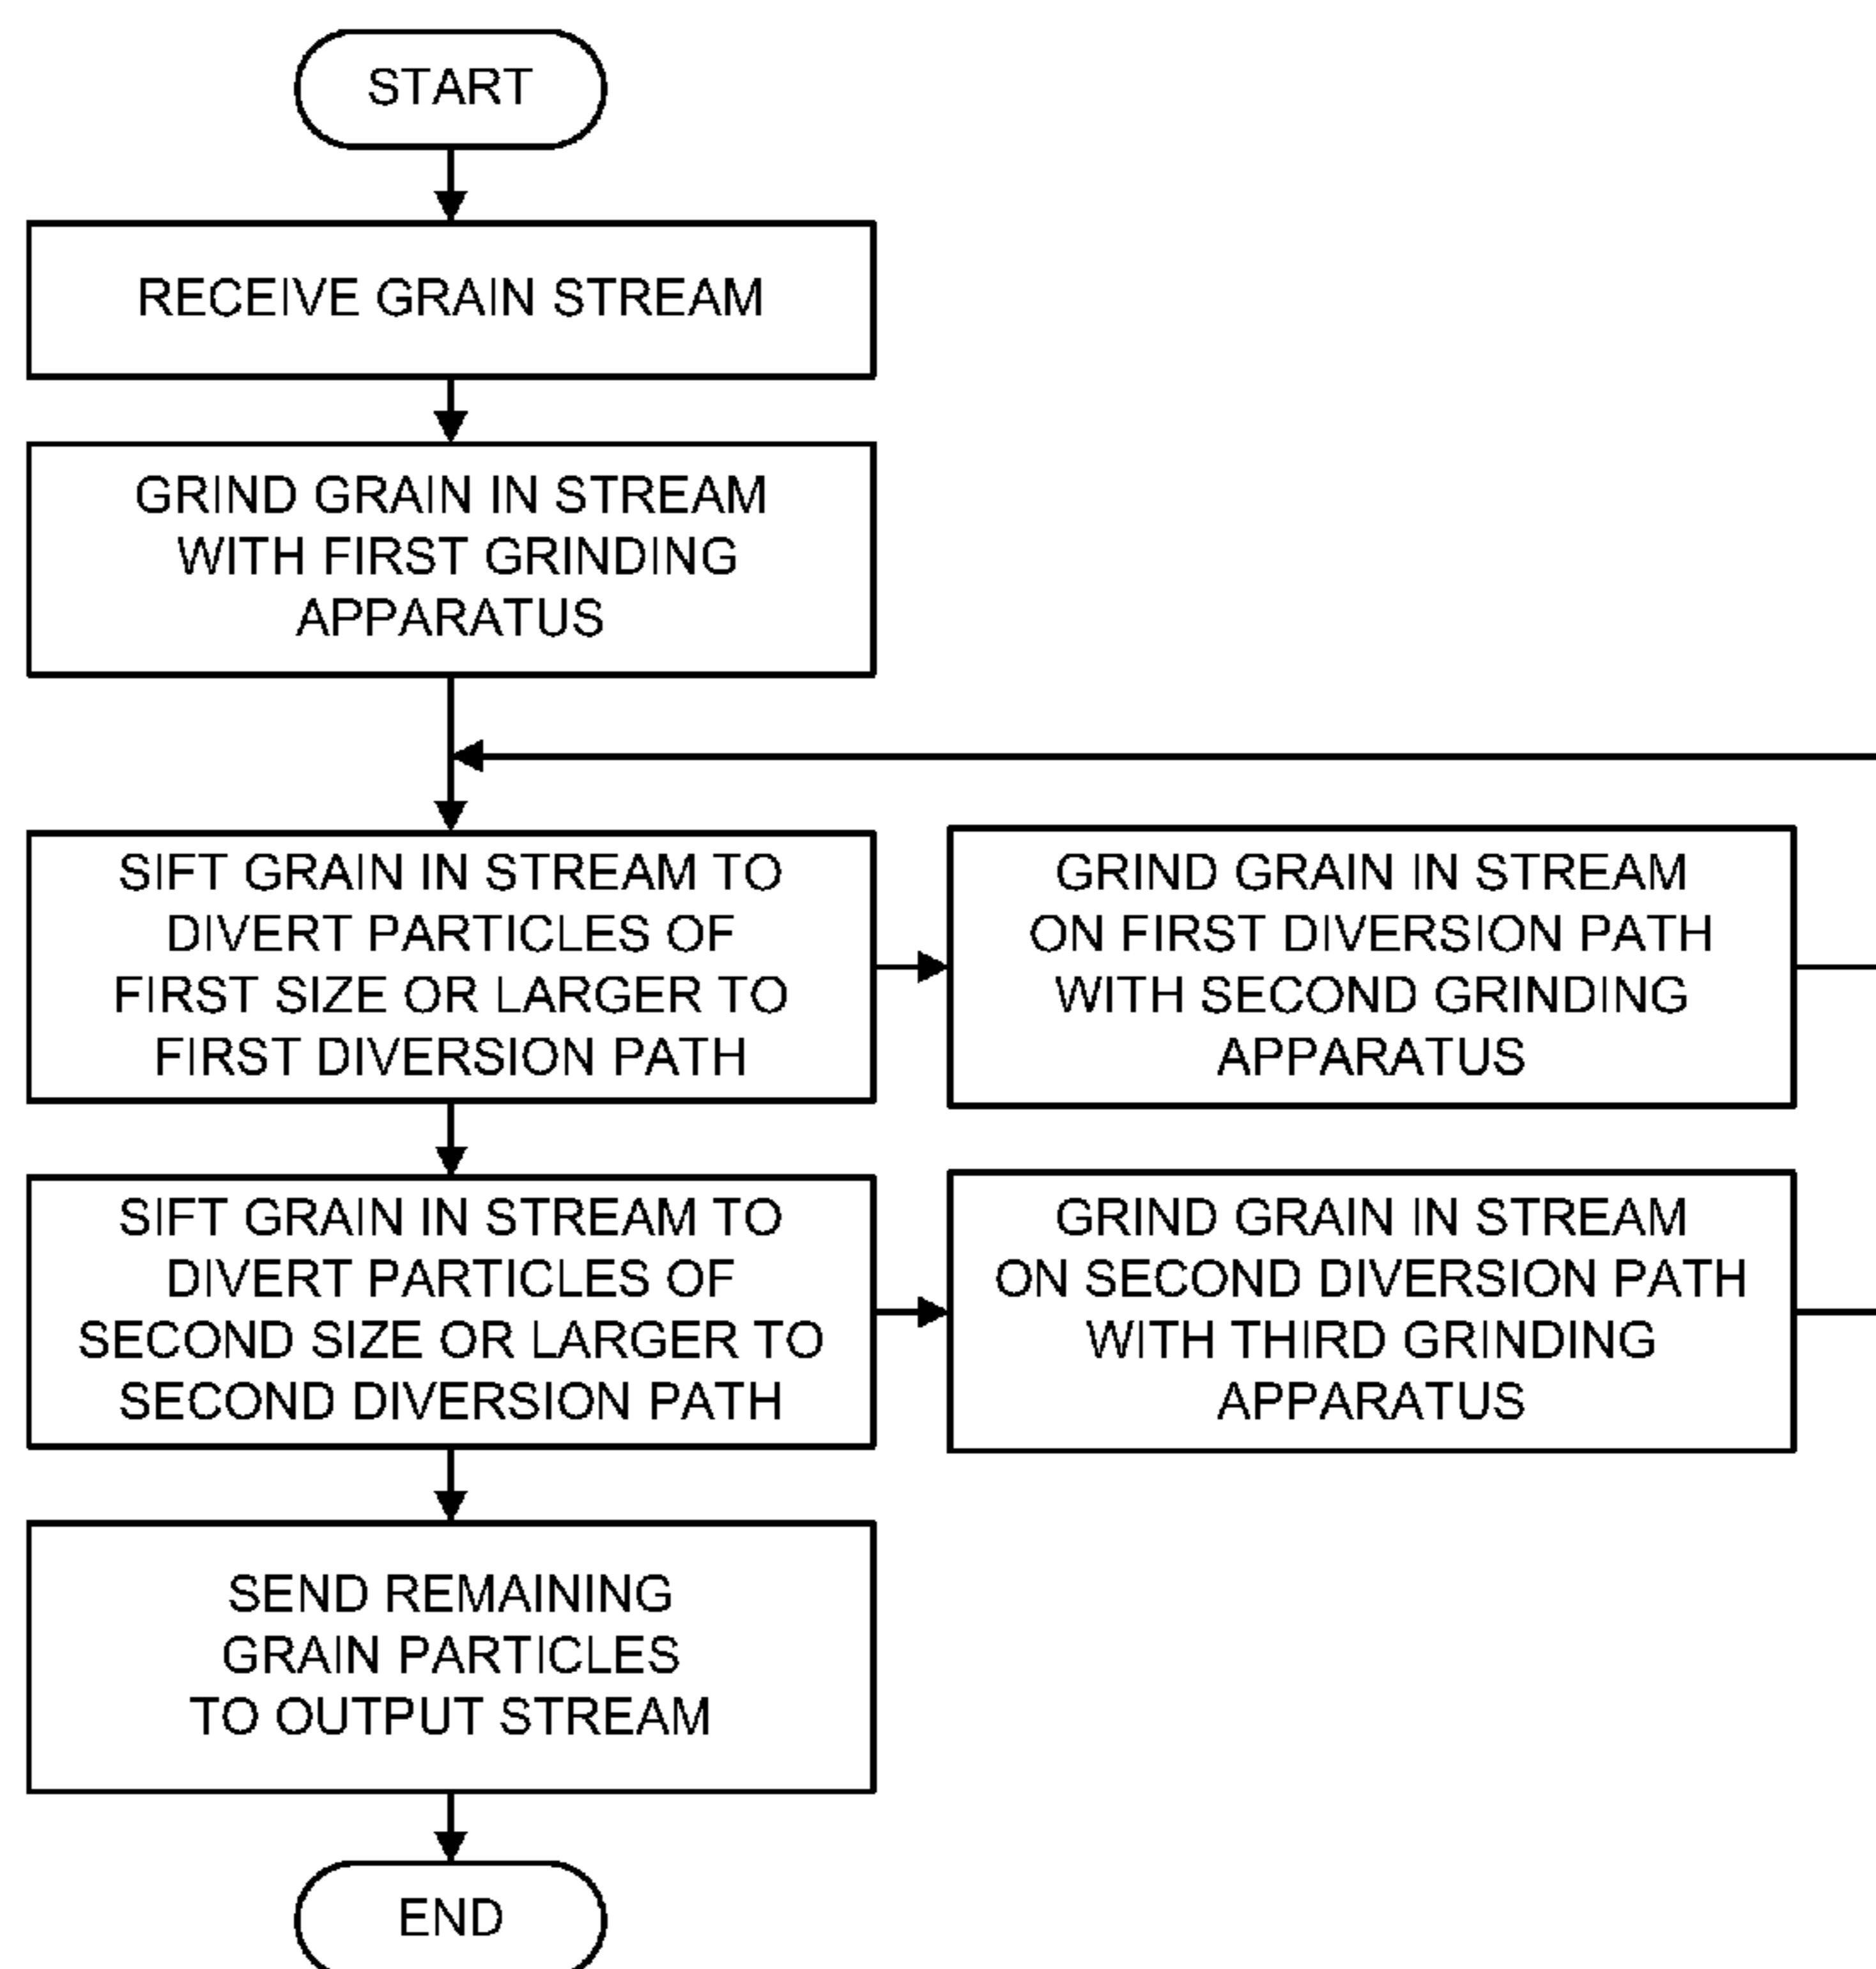 START
RECEIVE GRAIN STREAM
GRIND GRAIN IN STREAM
WITH FIRST GRINDING
APPARATUS
SIFT GRAIN IN STREAM TO
DIVERT PARTICLES OF
FIRST SIZE OR LARGER TO
FIRST DIVERSION PATH
GRIND GRAIN IN STREAM
ON FIRST DIVERSION PATH
WITH SECOND GRINDING
APPARATUS
SIFT GRAIN IN STREAM TO
DIVERT PARTICLES OF
SECOND SIZE OR LARGER TO
SECOND DIVERSION PATH
GRIND GRAIN IN STREAM
ON SECOND DIVERSION PATH
WITH THIRD GRINDING
APPARATUS
SEND REMAINING
GRAIN PARTICLES
TO OUTPUT STREAM
END